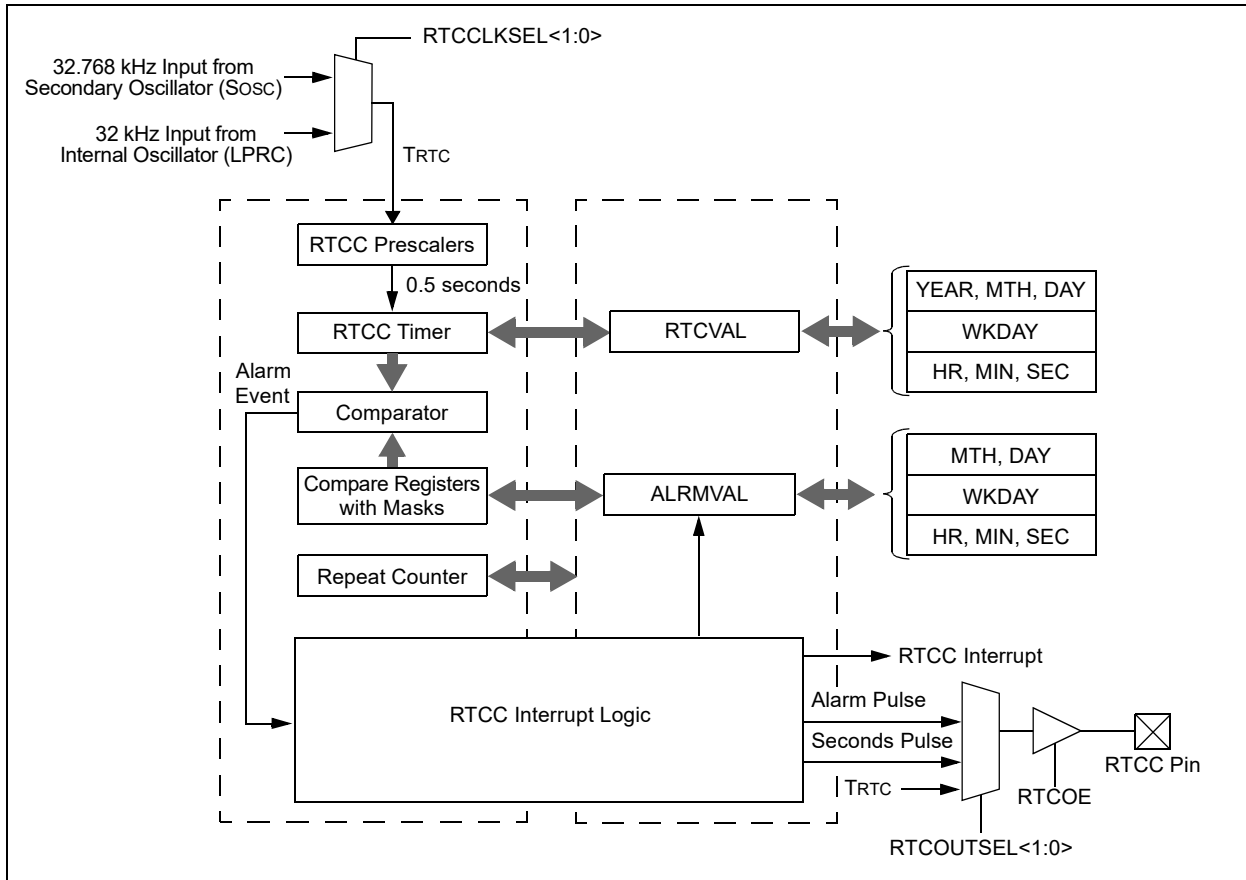 RTCCLKSEL<1:0>
32.768 kHz Input from
Secondary Oscillator (SOSC)
32 kHz Input from
Internal Oscillator (LPRC)
TRTC
RTCC Prescalers
0.5 seconds
RTCC Timer
RTCVAL
YEAR, MTH, DAY
WKDAY
HR, MIN, SEC
Alarm
Event
Comparator
Compare Registers
with Masks
ALRMVAL
MTH, DAY
WKDAY
HR, MIN, SEC
Repeat Counter
RTCC Interrupt Logic
RTCC Interrupt
Alarm Pulse
Seconds Pulse
TRTC
RTCC Pin
RTCOE
RTCOUTSEL<1:0>